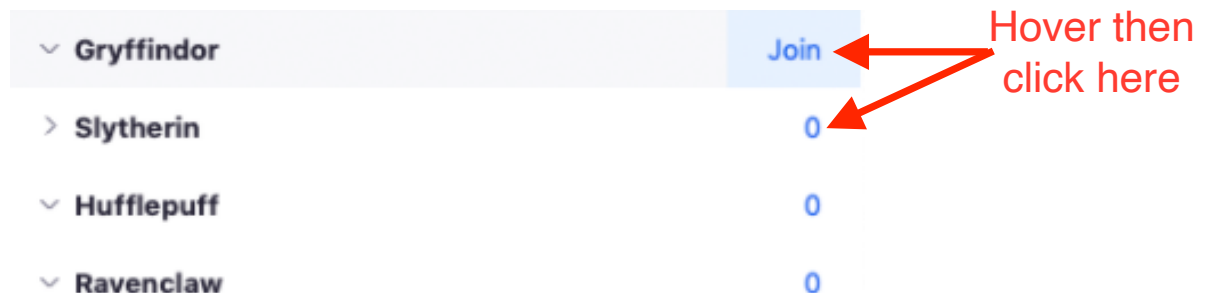 Gryffindor Join
Hover then
click here
Slytherin 0
Hufflepuff 0
Ravenclaw 0